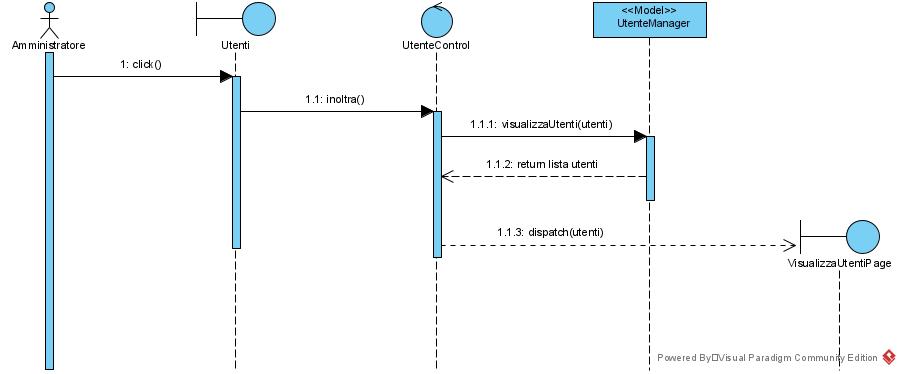 <<Model>>
UtenteManager
Amministratore
Utenti
UtenteControl
1: click()
1.1: inoltra()
1.1.1: visualizzaUtenti(utenti)
1.1.2: return lista utenti
1.1.3: dispatch(utenti)
VisualizzaUtentiPage
Powered By Visual Paradigm Community Edition